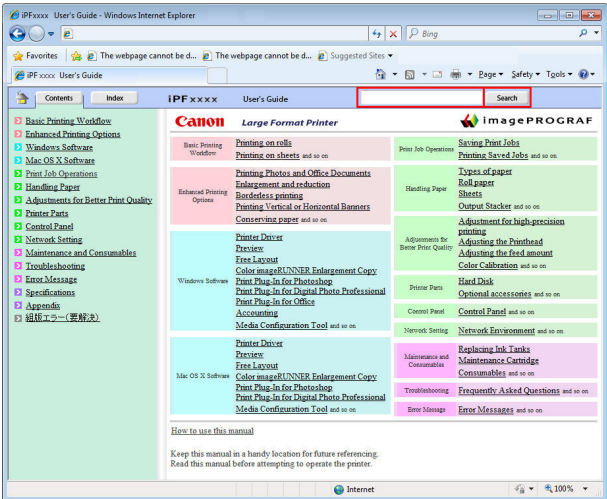 iPFxxxx User's Guide - Windows Internet Explorer
Bing
Favorites The webpage cannot be d... The webpage cannot be d... Suggested Sites
iPF xxxx User's Guide
Page Safety Tools
Contents Index iPFxxxx User's Guide Search
Canon Large Format Printer imagePROGRAF
Basic Printing Workflow
Enhanced Printing Options
Windows Software
Mac OS X Software
Print Job Operations
Handling Paper
Adjustments for Better Print Quality
Printer Parts
Control Panel
Network Setting
Maintenance and Consumables
Troubleshooting
Error Message
Specifications
Appendix
組版エラー(要解決)
Basic Printing
Workflow
Printing on rolls
Printing on sheets and so on
Enhanced Printing
Options
Printing Photos and Office Documents
Enlargement and reduction
Borderless printing
Printing Vertical or Horizontal Banners
Conserving paper and so on
Windows Software
Printer Driver
Preview
Free Layout
Color imageRUNNER Enlargement Copy
Print Plug-In for Photoshop
Print Plug-In for Digital Photo Professional
Print Plug-In for Office
Accounting
Media Configuration Tool and so on
Mac OS X Software
Printer Driver
Preview
Free Layout
Color imageRUNNER Enlargement Copy
Print Plug-In for Photoshop
Print Plug-In for Digital Photo Professional
Media Configuration Tool and so on
Print Job Operations
Saving Print Jobs
Printing Saved Jobs and so on
Handling Paper
Types of paper
Roll paper
Sheets
Output Stacker and so on
Adjustments for
Better Print Quality
Adjustment for high-precision
printing
Adjusting the Printhead
Adjusting the feed amount
Color Calibration and so on
Printer Parts
Hard Disk
Optional accessories and so on
Control Panel
Control Panel and so on
Network Setting
Network Environment and so on
Maintenance and
Consumables
Replacing Ink Tanks
Maintenance Cartridge
Consumables and so on
Troubleshooting
Frequently Asked Questions and so on
Error Message
Error Messages and so on
How to use this manual
Keep this manual in a handy location for future referencing.
Read this manual before attempting to operate the printer.
Internet 100%